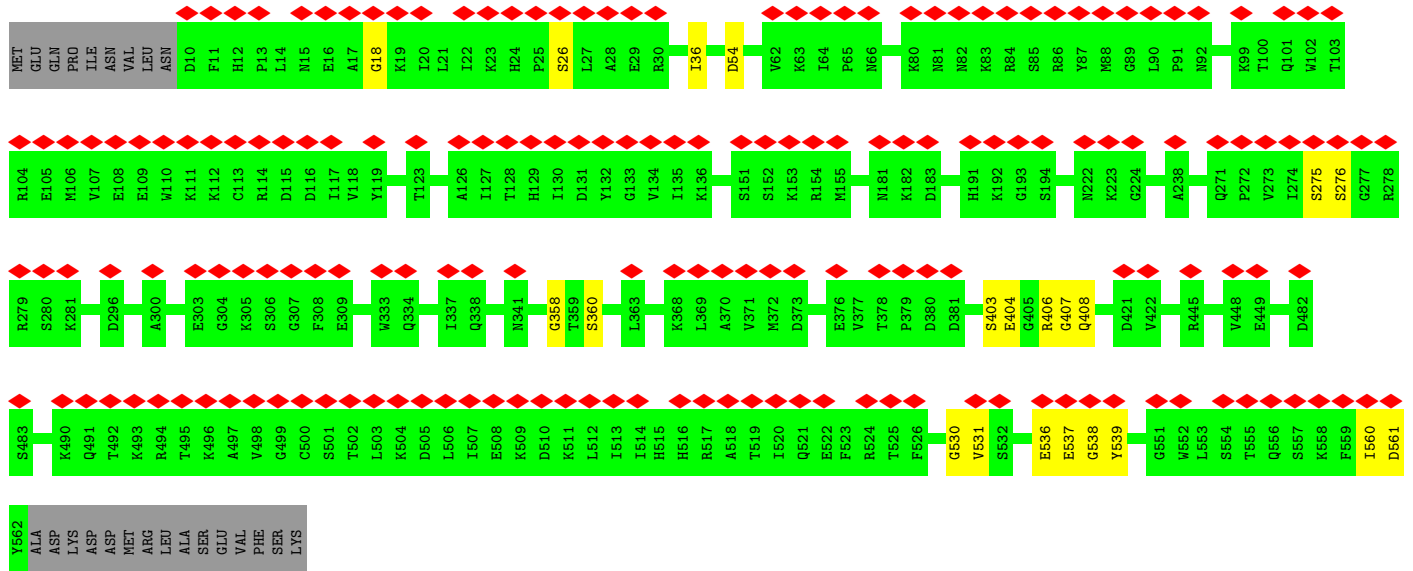 MET GLU GLN PRO ILE ASN VAL LEU ASN D10 F11 H12 P13 L14 N15 E16 A17 G18 K19 I20 L21 I22 K23 H24 P25 S26 L27 A28 E29 R30 I36 D54 V62 K63 I64 P65 N66 K80 N81 N82 K83 R84 S85 R86 Y87 M88 G89 L90 P91 N92 K99 T100 Q101 W102 T103
R104 E105 M106 V107 E108 E109 W110 K111 K112 C113 R114 D115 D116 I117 V118 Y119 T123 A126 I127 T128 H129 I130 D131 Y132 G133 V134 I135 K136 S151 S152 K153 R154 M155 N181 K182 D183 H191 K192 G193 S194 N222 K223 G224 A238 Q271 P272 V273 I274 S275 S276 G277 R278
R279 S280 K281 D296 A300 E303 G304 K305 S306 G307 F308 E309 W333 Q334 I337 Q338 N341 G358 T359 S360 L363 K368 L369 A370 V371 M372 D373 E376 V377 T378 P379 D380 D381 S403 E404 G405 R406 G407 Q408 D421 V422 R445 V448 E449 D482
S483 K490 Q491 T492 K493 R494 T495 K496 A497 V498 G499 C500 S501 T502 L503 K504 D505 L506 I507 E508 K509 D510 K511 L512 I513 I514 H515 H516 R517 A518 T519 I520 Q521 E522 F523 R524 T525 F526 G530 V531 S532 E536 E537 G538 Y539 G551 W552 L553 S554 T555 Q556 S557 K558 F559 I560 D561
Y562 ALA ASP LYS ASP ASP MET ARG LEU ALA SER GLU VAL PHE SER LYS